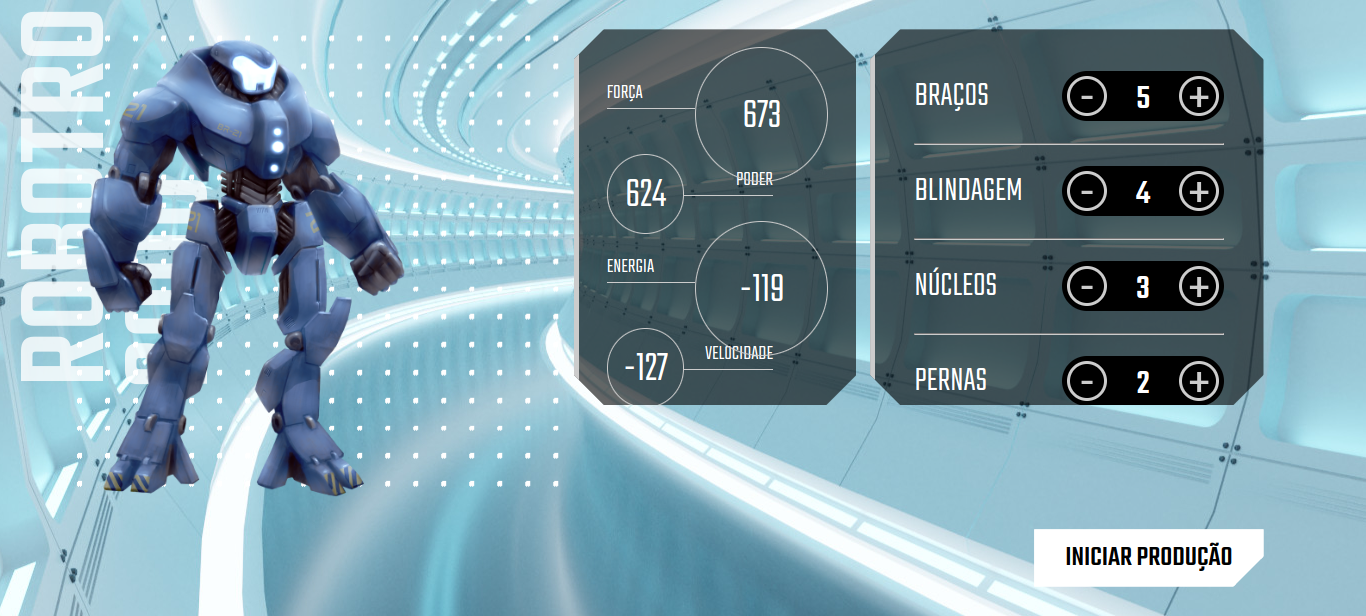 ROBOTRO
FORÇA
673
PODER
624
ENERGIA
-119
VELOCIDADE
-127
BRAÇOS
- 5 +
BLINDAGEM
- 4 +
NÚCLEOS
- 3 +
PERNAS
- 2 +
INICIAR PRODUÇÃO